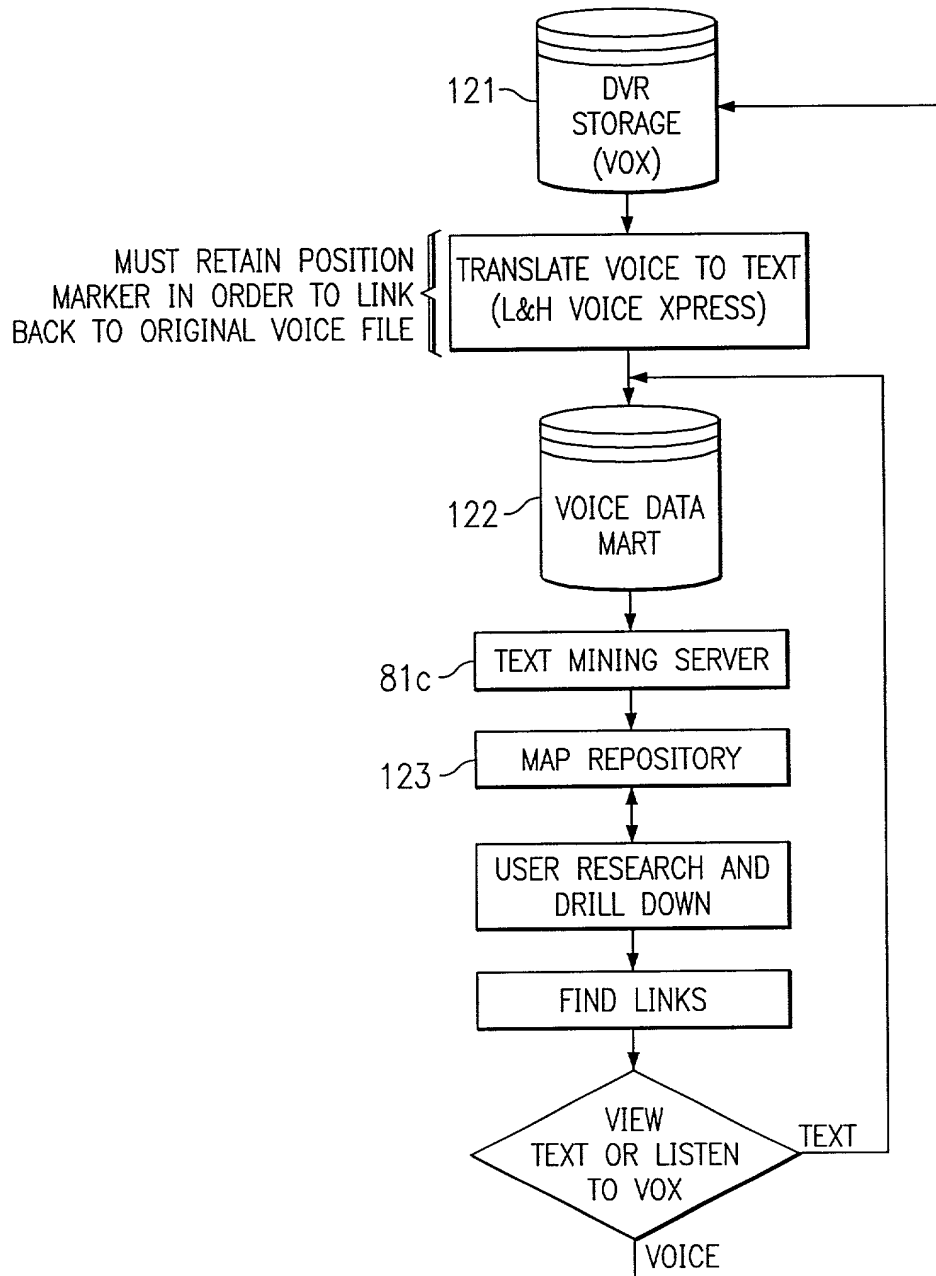 121
DVR
STORAGE
(VOX)
MUST RETAIN POSITION
MARKER IN ORDER TO LINK
BACK TO ORIGINAL VOICE FILE
TRANSLATE VOICE TO TEXT
(L&H VOICE XPRESS)
122
VOICE DATA
MART
81c
TEXT MINING SERVER
123
MAP REPOSITORY
USER RESEARCH AND
DRILL DOWN
FIND LINKS
VIEW
TEXT OR LISTEN
TO VOX
TEXT
VOICE